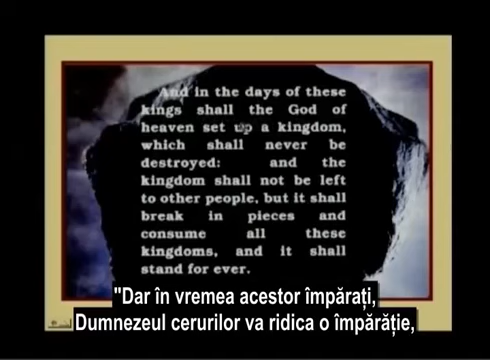 And in the days of these
kings shall the God of
heaven set up a kingdom,
which shall never be
destroyed: and the
kingdom shall not be left
to other people, but it shall
break in pieces and
consume all these
kingdoms, and it shall
stand for ever.
"Dar în vremea acestor împărați,
Dumnezeul cerurilor va ridica o împărăție,